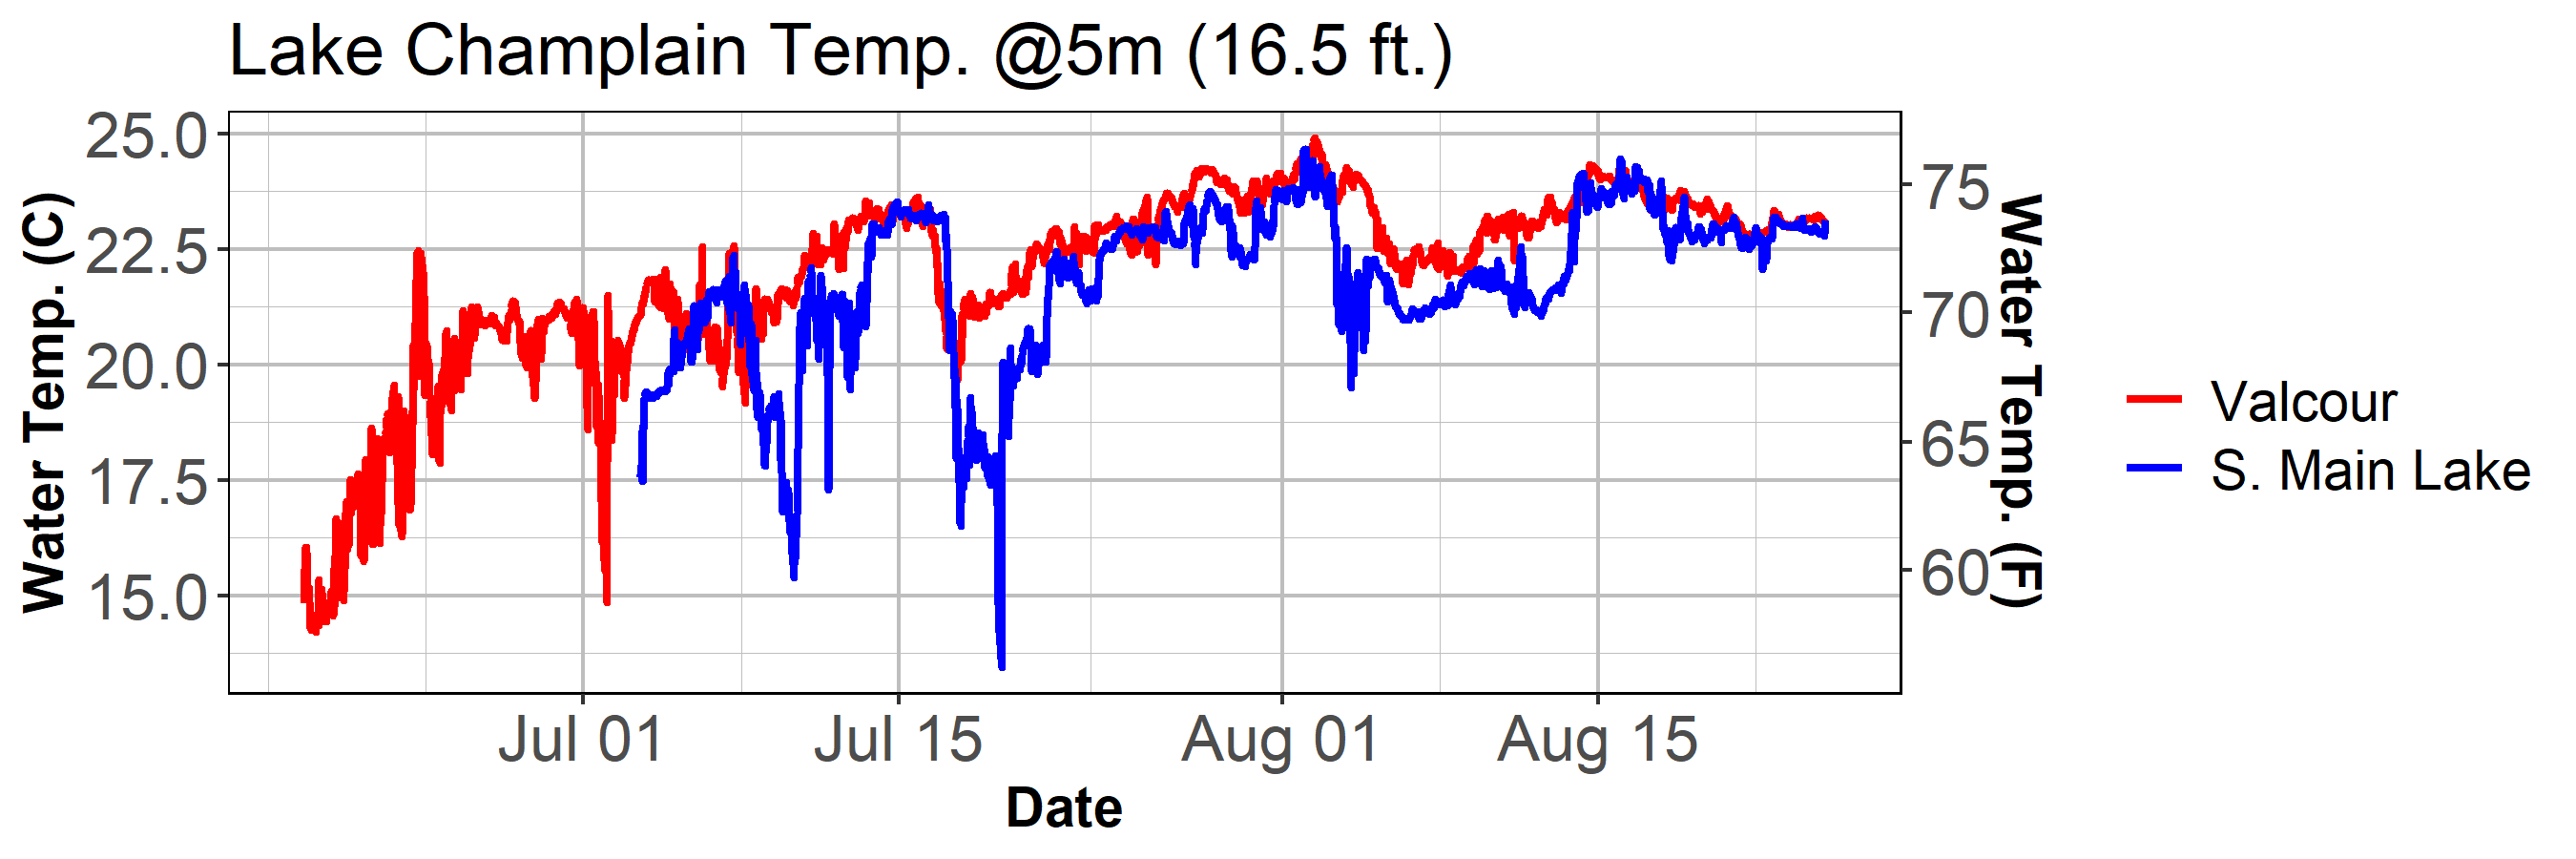 Lake Champlain Temp. @5m (16.5 ft.)
Water Temp. (C)
25.0
22.5
20.0
17.5
15.0
75
70
65
60
Water Temp. (F)
Jul 01
Jul 15
Aug 01
Aug 15
Date
Valcour
S. Main Lake